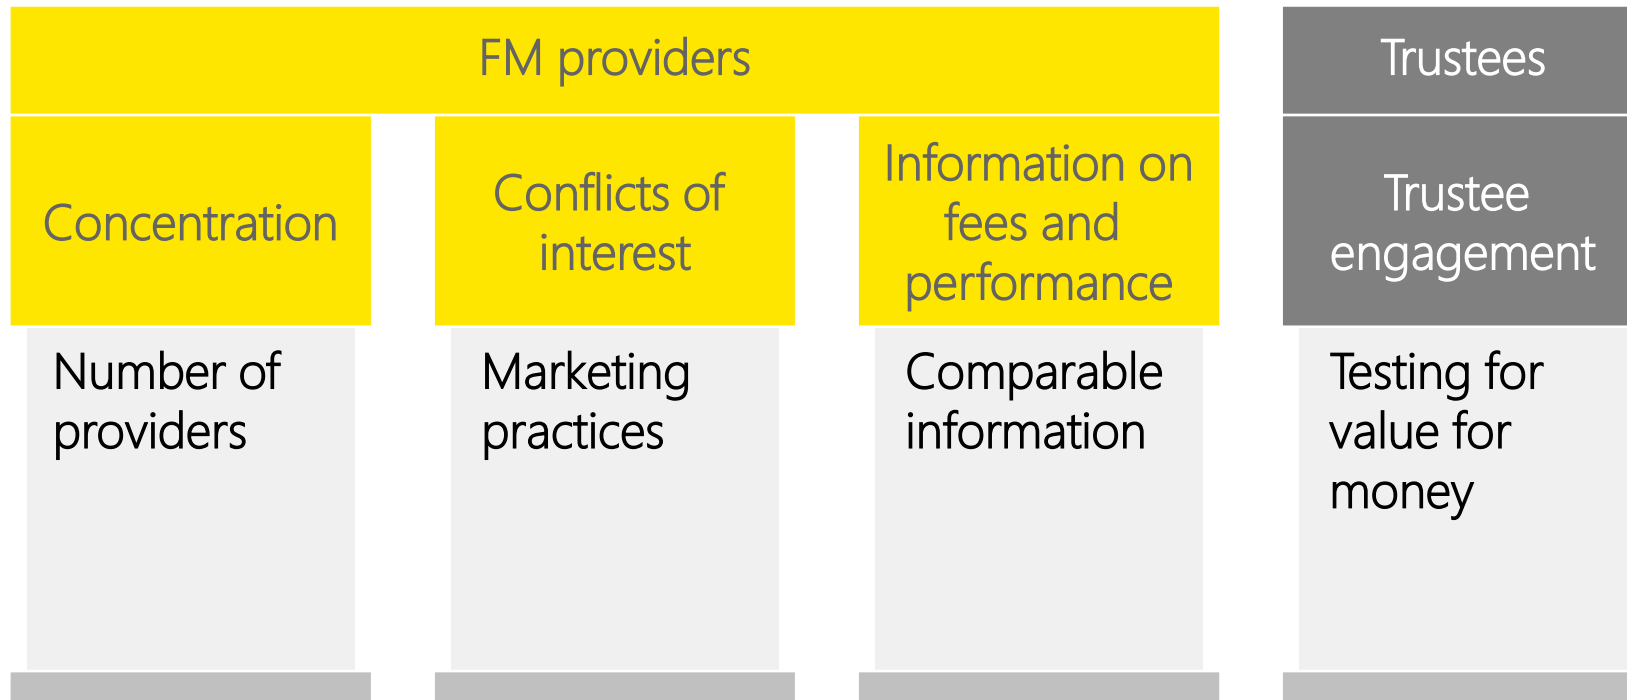 FM providers
Trustees
Concentration
Conflicts of
interest
Information on
fees and
performance
Trustee
engagement
Number of
providers
Marketing
practices
Comparable
information
Testing for
value for
money